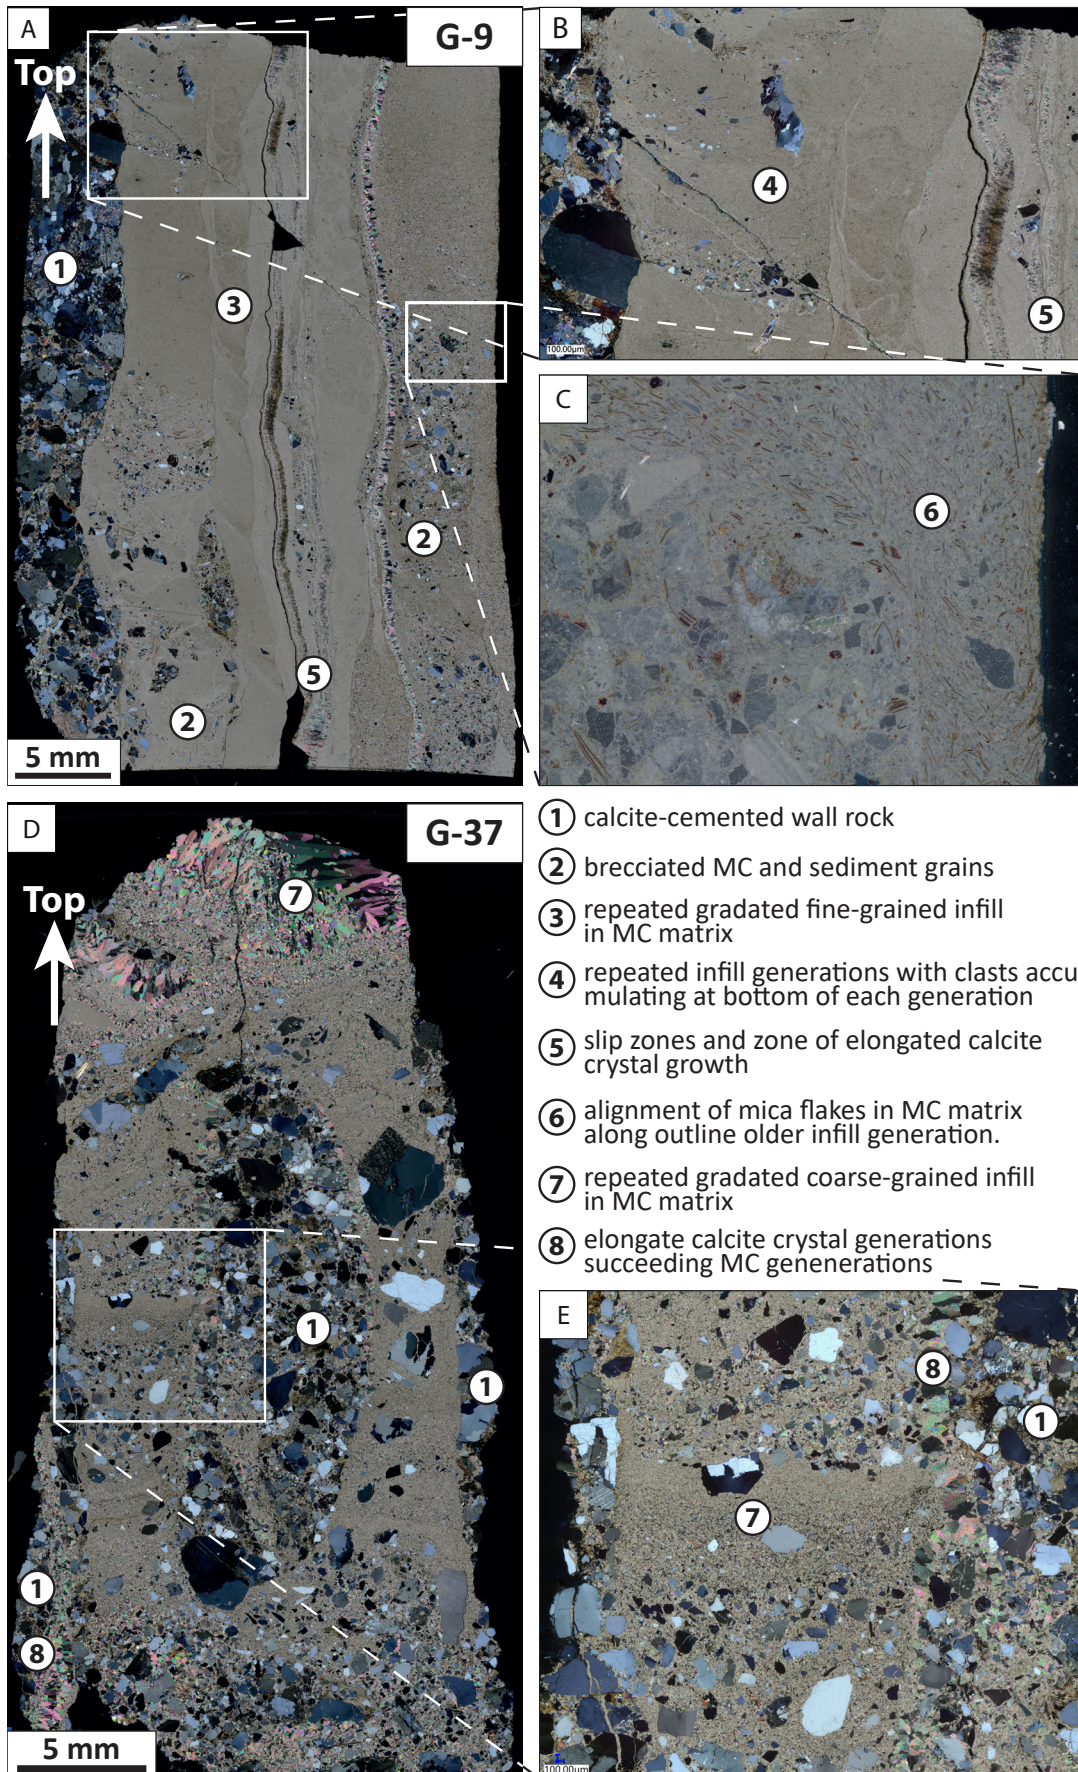 A
G-9
Top
1
3
2
5
2
5 mm
B
4
5
100.00µm
C
6
D
G-37
Top
7
1
1
1
8
5 mm
1 calcite-cemented wall rock
2 brecciated MC and sediment grains
3 repeated gradated fine-grained infill
in MC matrix
4 repeated infill generations with clasts accu
mulating at bottom of each generation
5 slip zones and zone of elongated calcite
crystal growth
6 alignment of mica flakes in MC matrix
along outline older infill generation.
7 repeated gradated coarse-grained infill
in MC matrix
8 elongate calcite crystal generations
succeeding MC genenerations
E
8
1
7
100.00µm